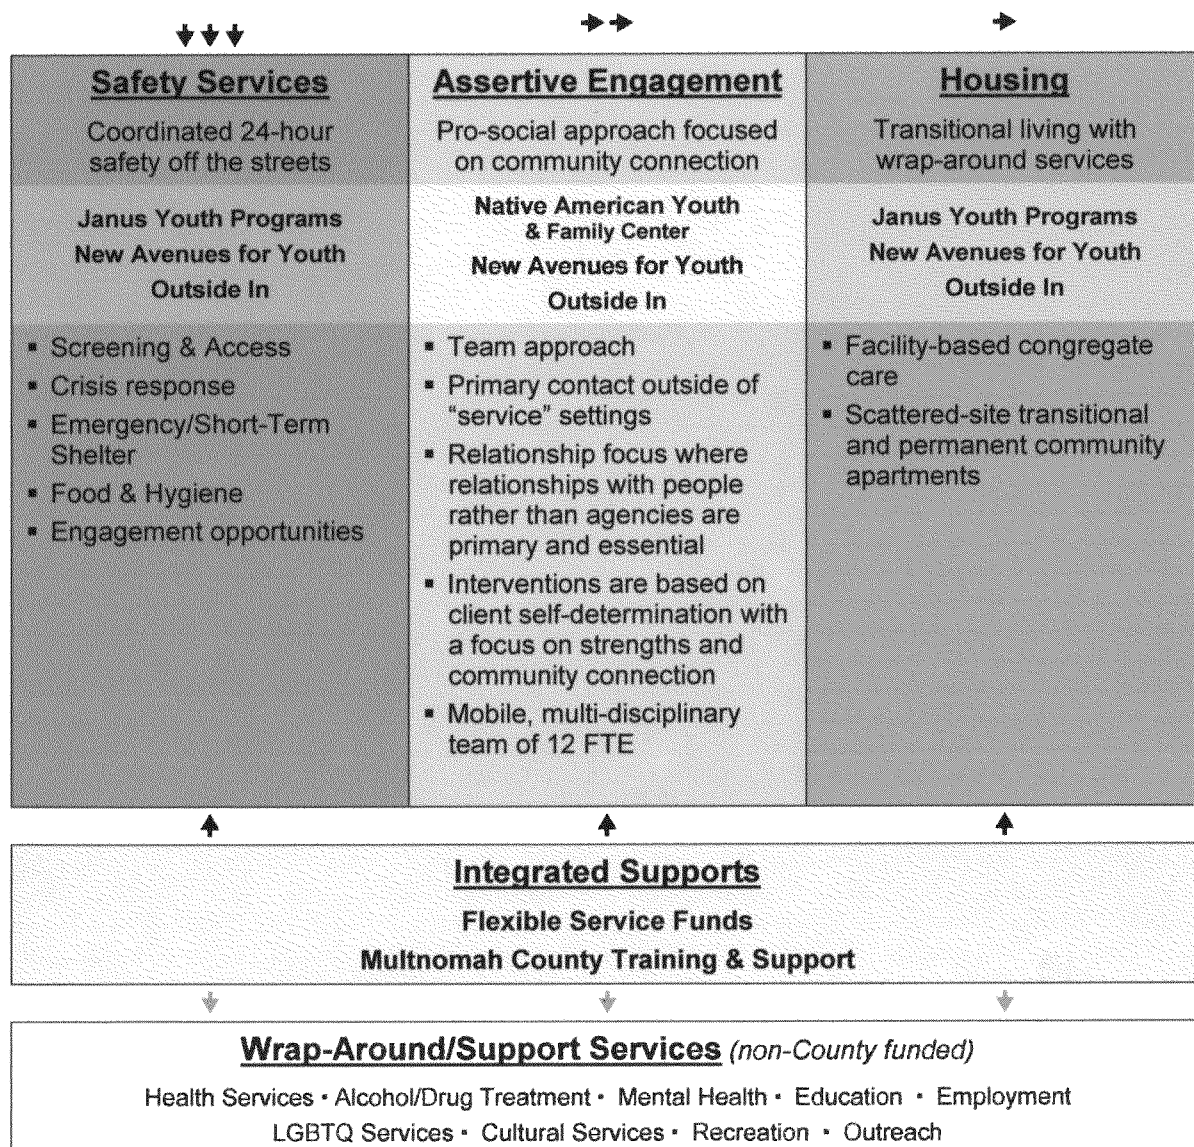 Safety Services
Coordinated 24-hour
safety off the streets
Janus Youth Programs
New Avenues for Youth
Outside In
▪ Screening & Access
▪ Crisis response
▪ Emergency/Short-Term
Shelter
▪ Food & Hygiene
▪ Engagement opportunities
Assertive Engagement
Pro-social approach focused
on community connection
Native American Youth
& Family Center
New Avenues for Youth
Outside In
▪ Team approach
▪ Primary contact outside of
“service” settings
▪ Relationship focus where
relationships with people
rather than agencies are
primary and essential
▪ Interventions are based on
client self-determination with
a focus on strengths and
community connection
▪ Mobile, multi-disciplinary
team of 12 FTE
Housing
Transitional living with
wrap-around services
Janus Youth Programs
New Avenues for Youth
Outside In
▪ Facility-based congregate
care
▪ Scattered-site transitional
and permanent community
apartments
Integrated Supports
Flexible Service Funds
Multnomah County Training & Support
Wrap-Around/Support Services (non-County funded)
Health Services • Alcohol/Drug Treatment • Mental Health • Education • Employment
LGBTQ Services • Cultural Services • Recreation • Outreach